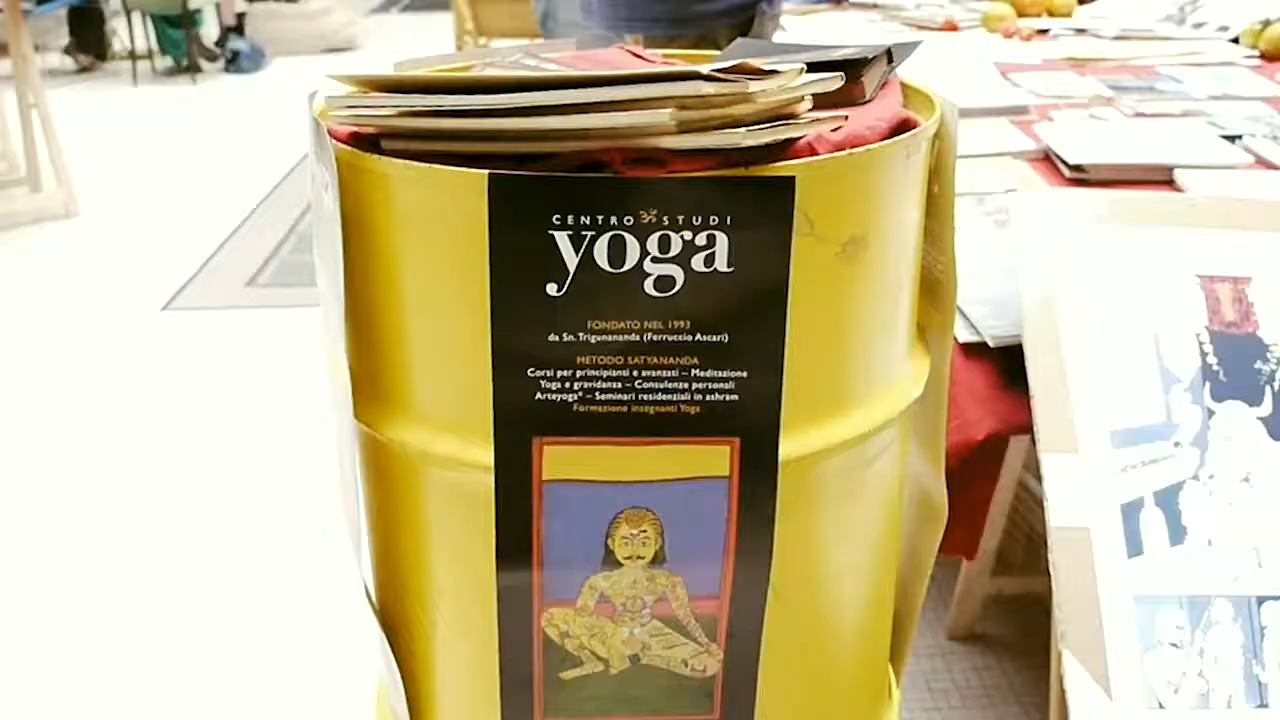 CENTRO ॐ STUDI
yoga
FONDATO NEL 1993
da Sn. Trigunananda (Ferruccio Ascari)
METODO SATYANANDA
Corsi per principianti e avanzati – Meditazione
Yoga e gravidanza – Consulenze personali
Arteyoga® – Seminari residenziali in ashram
Formazione insegnanti Yoga